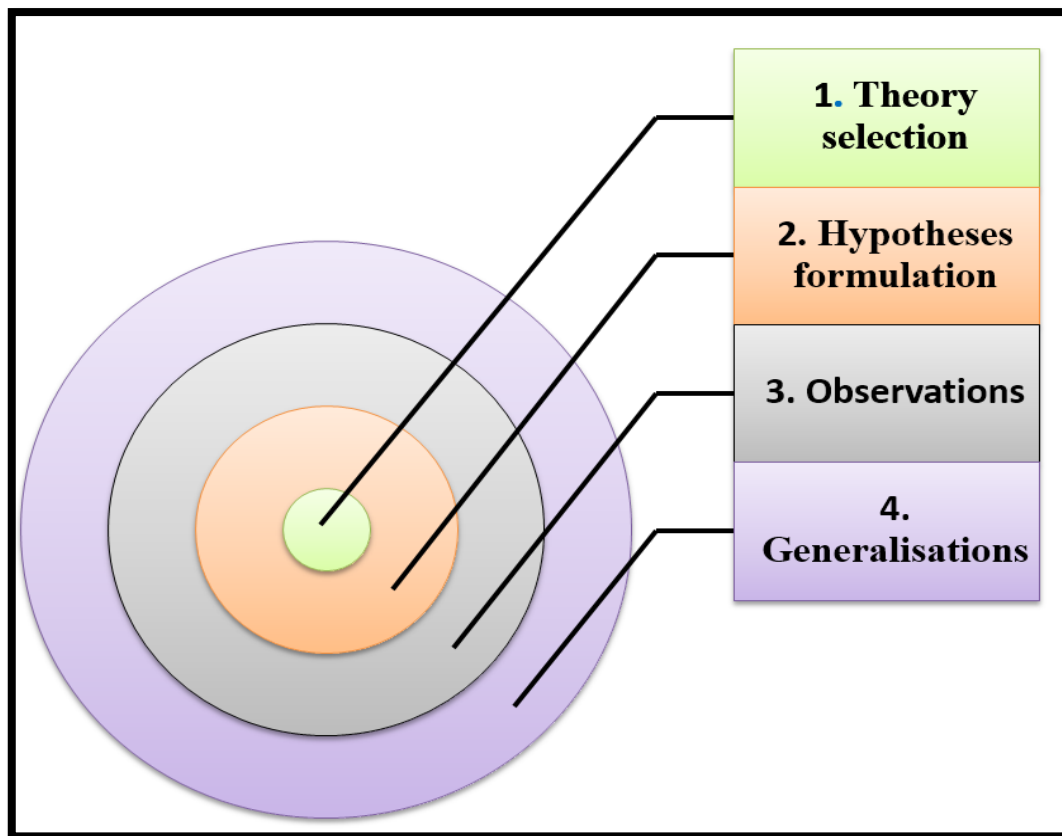 1. Theory
selection
2. Hypotheses
formulation
3. Observations
4.
Generalisations